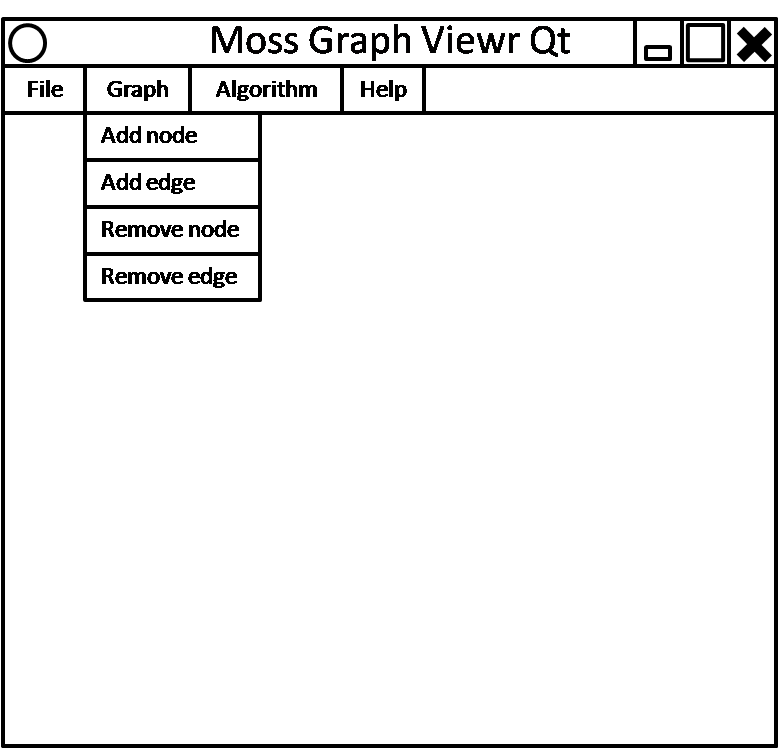 Moss Graph Viewr Qt
File Graph Algorithm Help
Add node
Add edge
Remove node
Remove edge